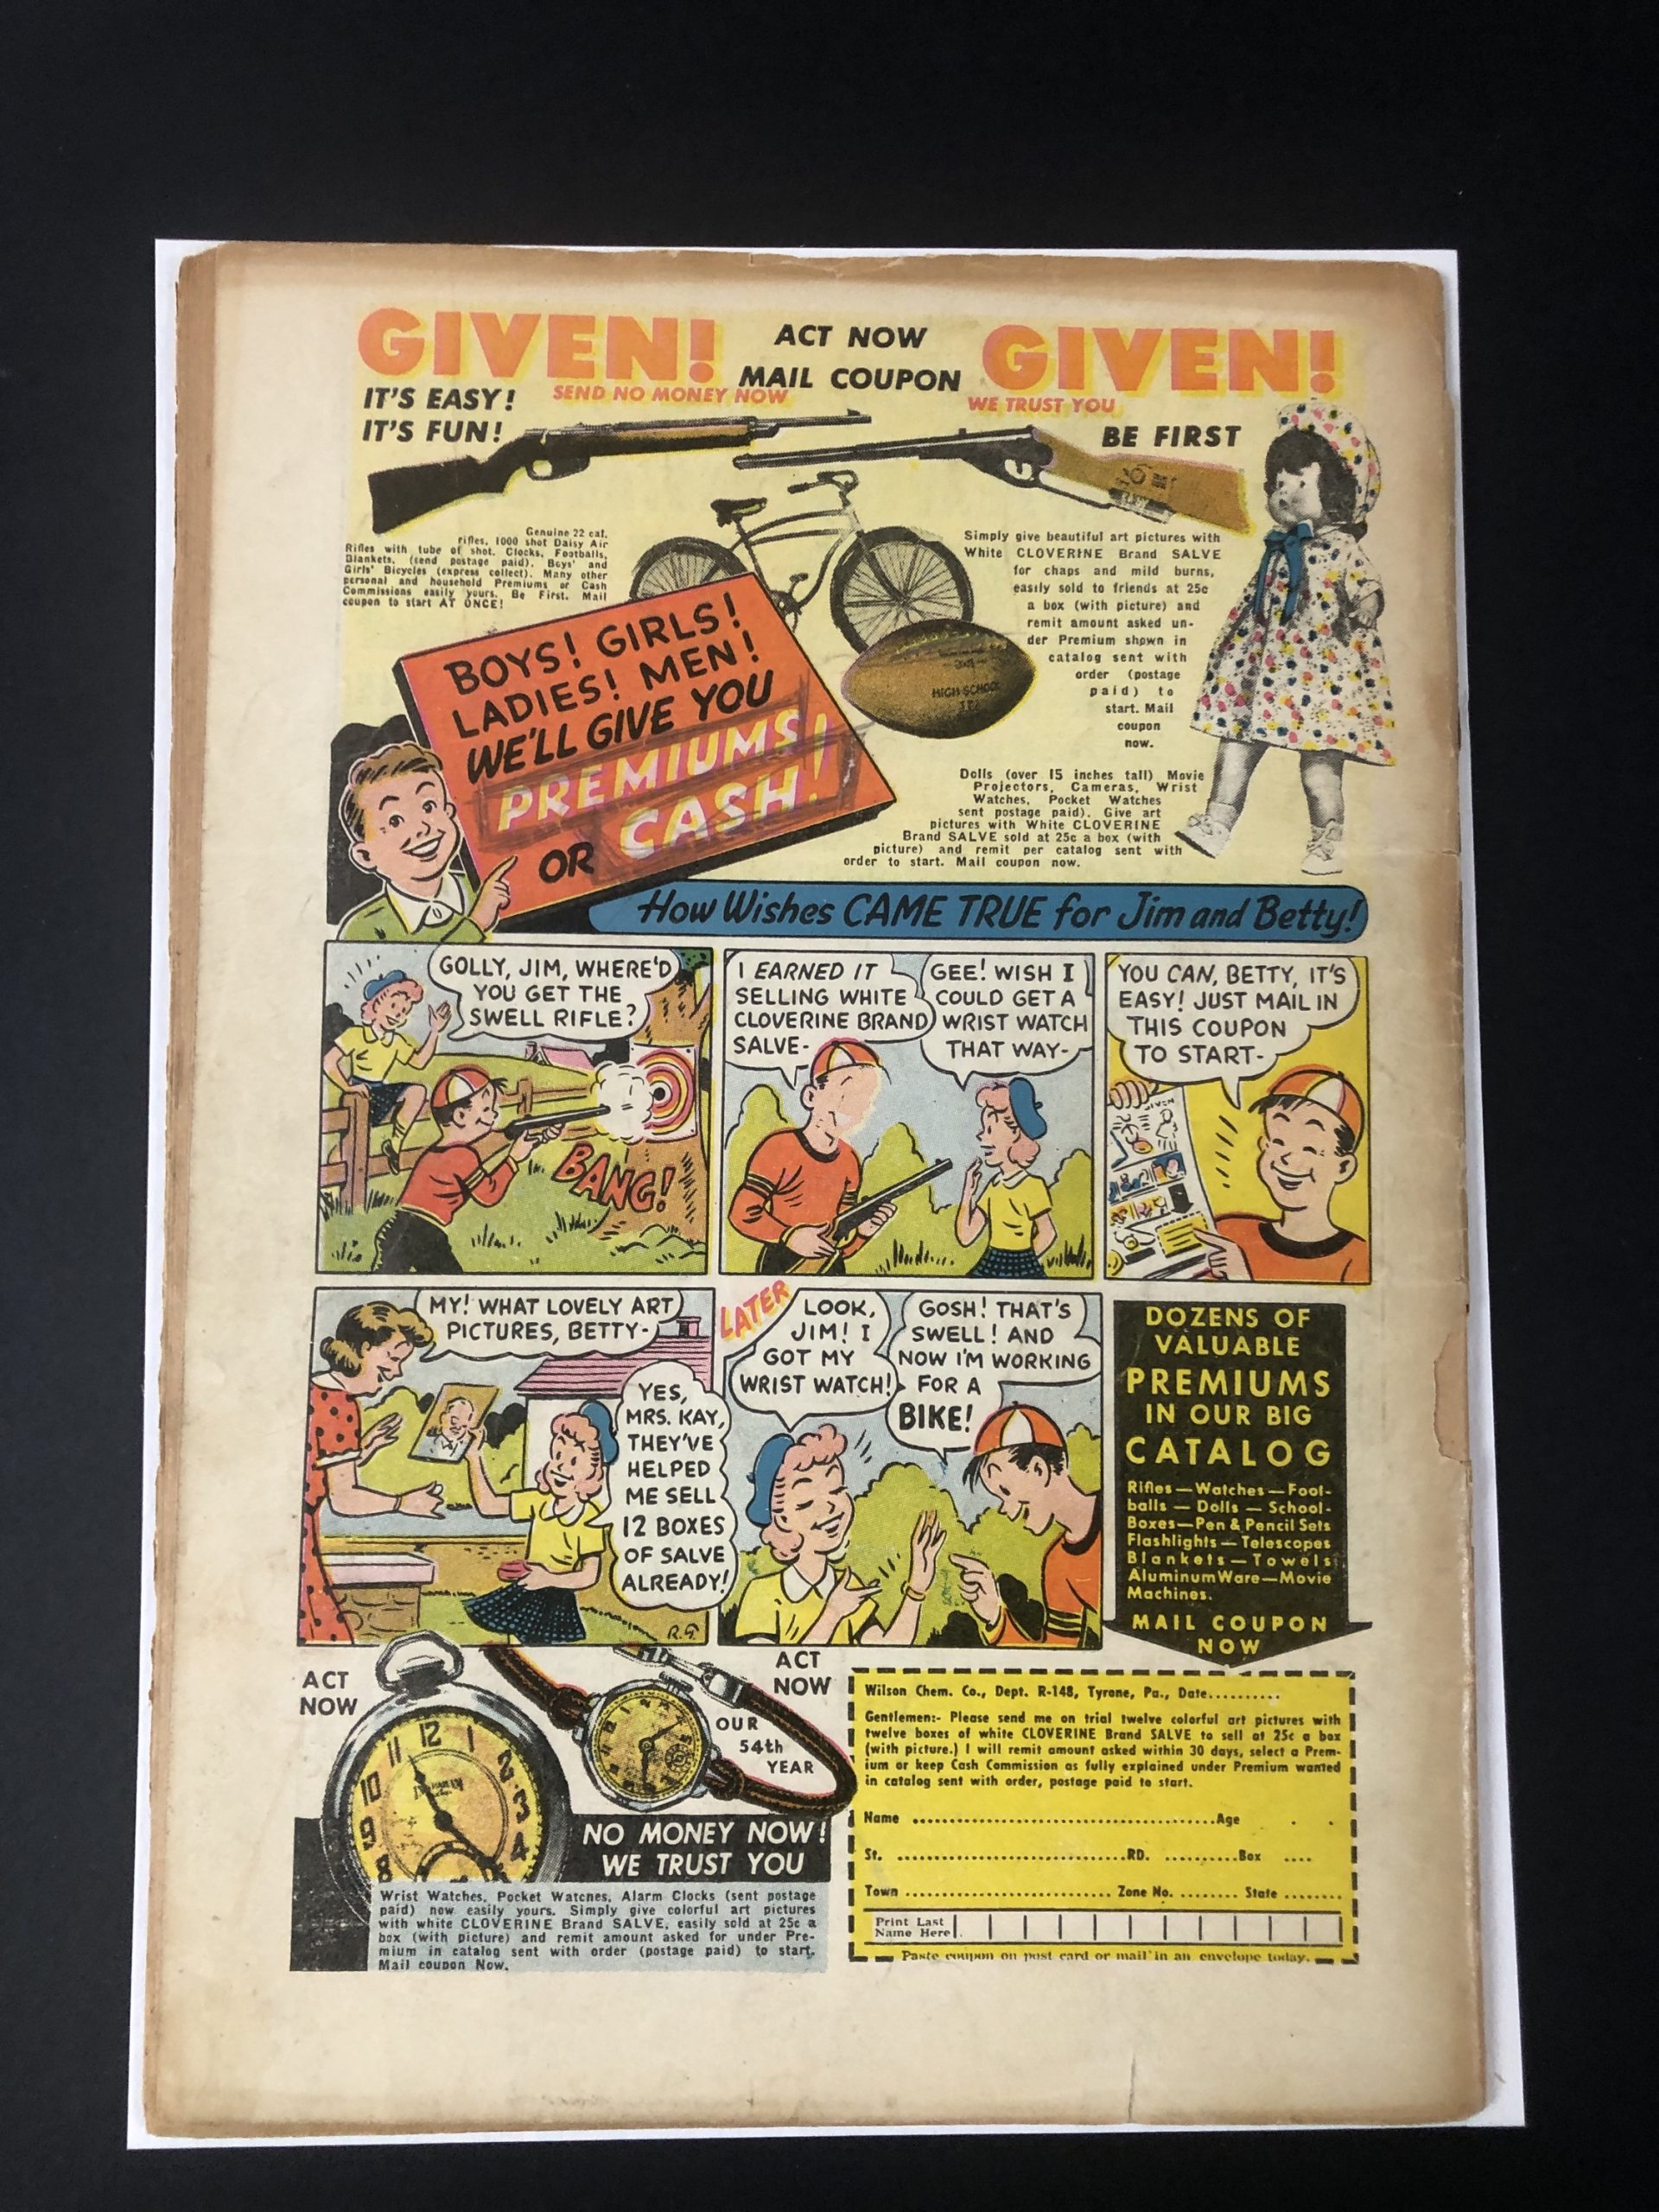 GIVEN! ACT NOW GIVEN!
MAIL COUPON
IT'S EASY! SEND NO MONEY NOW WE TRUST YOU
IT'S FUN! BE FIRST
Genuine 22 cal.
rifles, 1000 shot Daisy Air
Rifles with tube of shot. Clocks, Footballs,
Blankets, (send postage paid). Boys' and
Girls' Bicycles (express collect). Many other
personal and household Premiums or Cash
Commissions easily yours. Be First. Mail
coupon to start AT ONCE!
Simply give beautiful art pictures with
White CLOVERINE Brand SALVE
for chaps and mild burns,
easily sold to friends at 25c
a box (with picture) and
remit amount asked un-
der Premium shown in
catalog sent with
order (postage
paid) to
start. Mail
coupon
now.
HIGH SCHOOL
BOYS! GIRLS!
LADIES! MEN!
WE'LL GIVE YOU
PREMIUMS!
OR CASH!
Dolls (over 15 inches tall) Movie
Projectors, Cameras, Wrist
Watches, Pocket Watches
sent postage paid). Give art
pictures with White CLOVERINE
Brand SALVE sold at 25c a box (with
picture) and remit per catalog sent with
order to start. Mail coupon now.
How Wishes CAME TRUE for Jim and Betty!
GOLLY, JIM, WHERE'D
YOU GET THE
SWELL RIFLE?
BANG!
I EARNED IT
SELLING WHITE
CLOVERINE BRAND
SALVE-
GEE! WISH I
COULD GET A
WRIST WATCH
THAT WAY-
YOU CAN, BETTY, IT'S
EASY! JUST MAIL IN
THIS COUPON
TO START-
GIVEN
MY! WHAT LOVELY ART
PICTURES, BETTY-
YES,
MRS. KAY,
THEY'VE
HELPED
ME SELL
12 BOXES
OF SALVE
ALREADY!
R.G.
LATER
LOOK,
JIM! I
GOT MY
WRIST WATCH!
GOSH! THAT'S
SWELL! AND
NOW I'M WORKING
FOR A
BIKE!
DOZENS OF
VALUABLE
PREMIUMS
IN OUR BIG
CATALOG
Rifles—Watches—Foot-
balls—Dolls—School-
Boxes—Pen & Pencil Sets
Flashlights—Telescopes
Blankets—Towels
Aluminum Ware—Movie
Machines.
MAIL COUPON
NOW
ACT
NOW
12 1 2 3 4 8 9 10 11
ACT
NOW
OUR
54th
YEAR
NO MONEY NOW!
WE TRUST YOU
Wrist Watches, Pocket Watches, Alarm Clocks (sent postage
paid) now easily yours. Simply give colorful art pictures
with white CLOVERINE Brand SALVE, easily sold at 25c a
box (with picture) and remit amount asked for under Pre-
mium in catalog sent with order (postage paid) to start.
Mail coupon Now.
Wilson Chem. Co., Dept. R-148, Tyrone, Pa., Date..........
Gentlemen:- Please send me on trial twelve colorful art pictures with
twelve boxes of white CLOVERINE Brand SALVE to sell at 25c a box
(with picture.) I will remit amount asked within 30 days, select a Prem-
ium or keep Cash Commission as fully explained under Premium wanted
in catalog sent with order, postage paid to start.
Name ........................................Age . .
St. ..............................RD. ..........Box ....
Town ........................... Zone No. ........ State ........
Print Last
Name Here
Paste coupon on post card or mail in an envelope today.